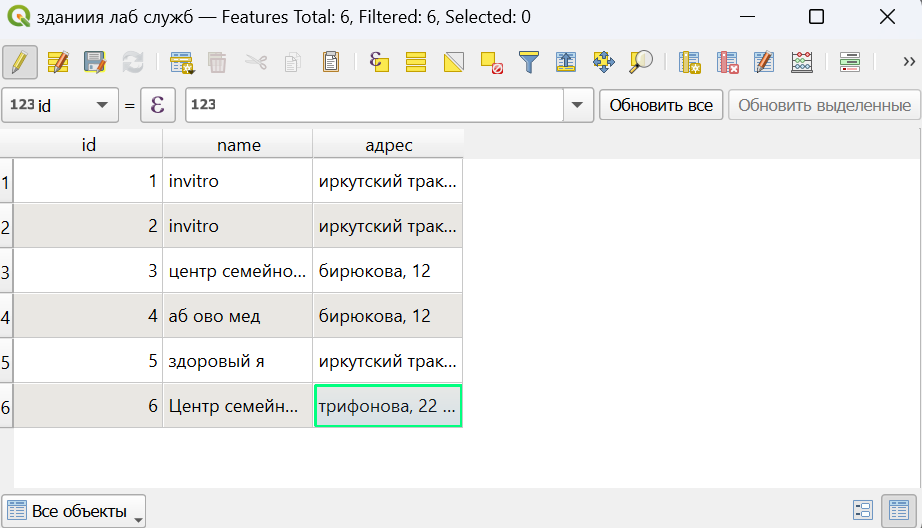 зданиия лаб служб — Features Total: 6, Filtered: 6, Selected: 0
123 id = ε 123 Обновить все Обновить выделенные
id name адрес
1 1 invitro иркутский трак...
2 2 invitro иркутский трак...
3 3 центр семейно... бирюкова, 12
4 4 аб ово мед бирюкова, 12
5 5 здоровый я иркутский трак...
6 6 Центр семейн... трифонова, 22 ...
Все объекты